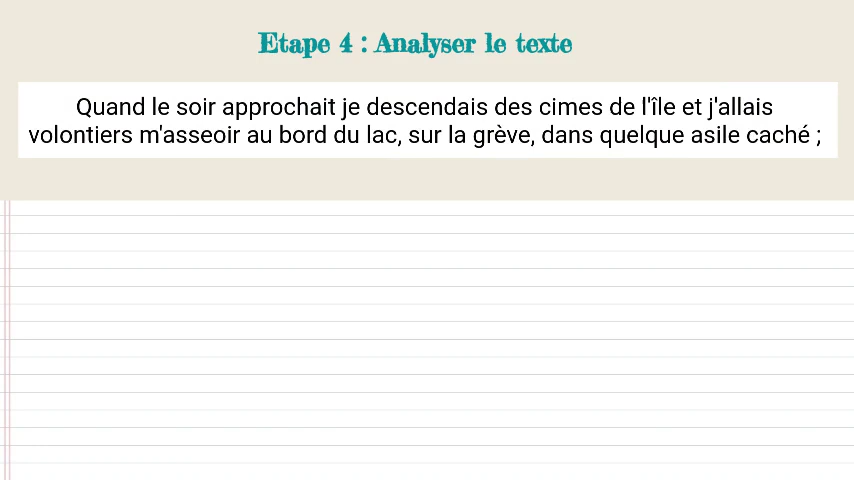 Etape 4 : Analyser le texte
Quand le soir approchait je descendais des cimes de l'île et j'allais
volontiers m'asseoir au bord du lac, sur la grève, dans quelque asile caché ;